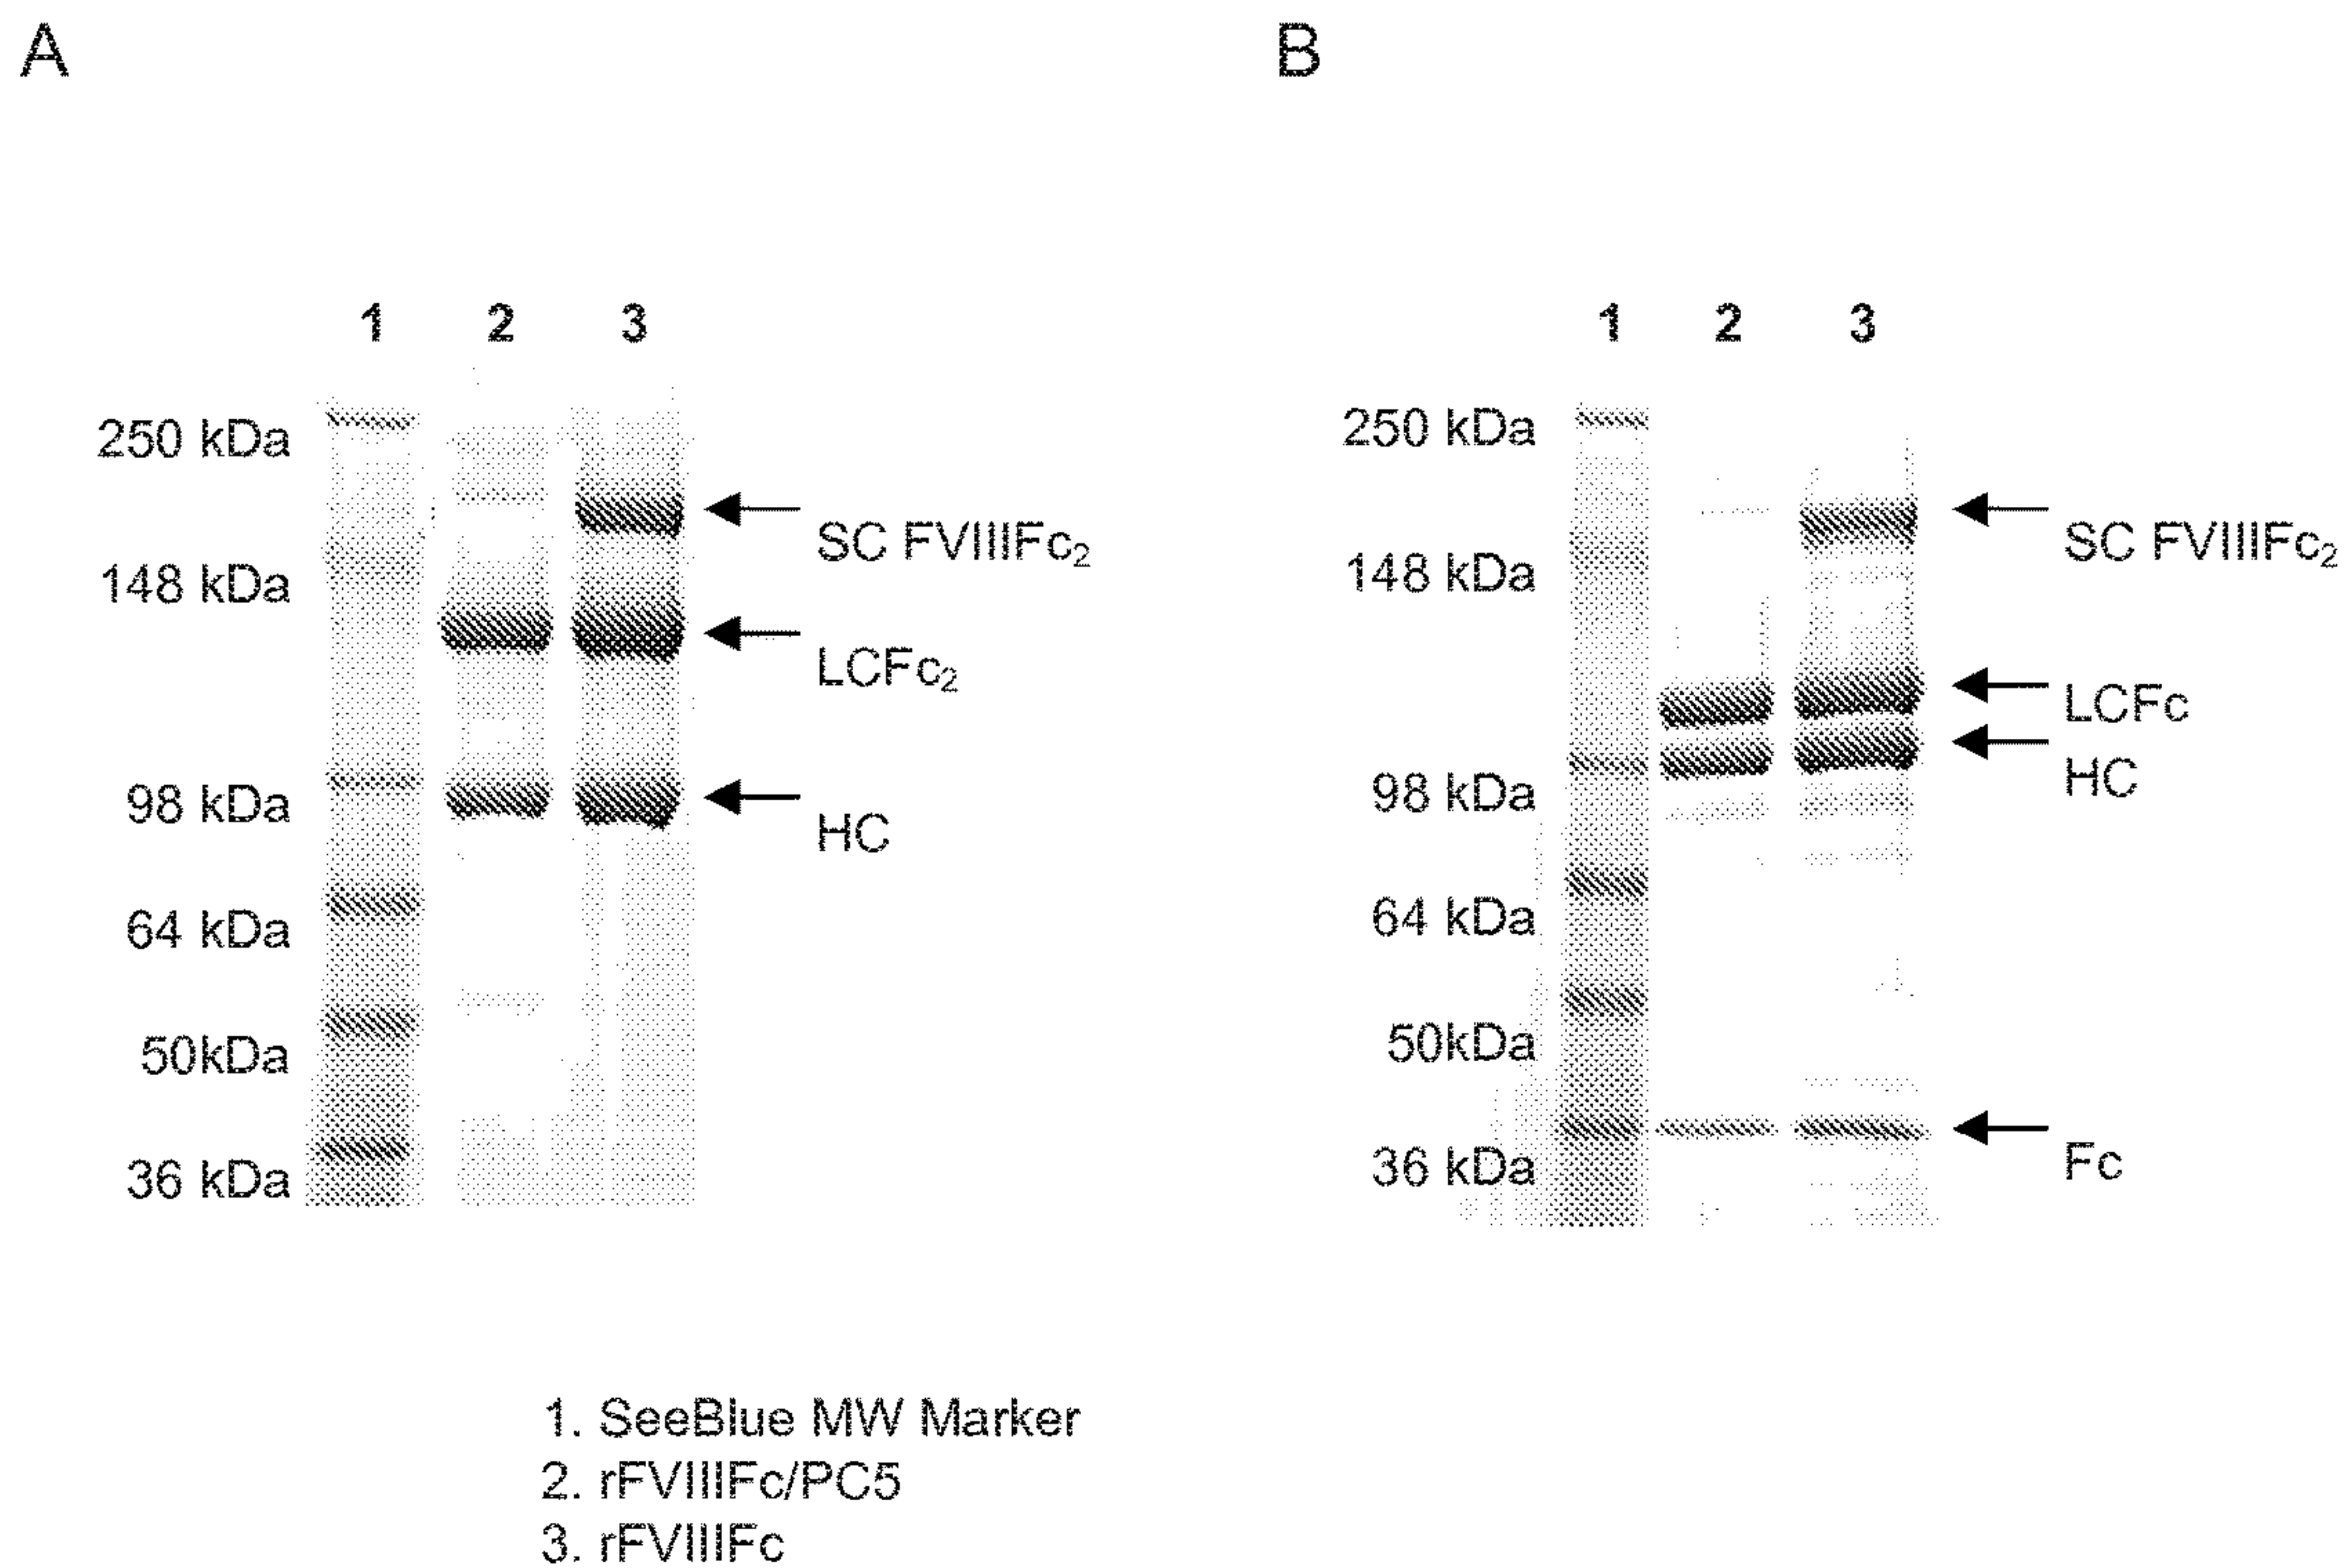 A
B
1 2 3
250 kDa
SC FVIIIFc₂
148 kDa
LCFc₂
98 kDa
HC
64 kDa
50kDa
36 kDa
1 2 3
250 kDa
SC FVIIIFc₂
148 kDa
LCFc
HC
98 kDa
64 kDa
50kDa
Fc
36 kDa
1. SeeBlue MW Marker
2. rFVIIIFc/PC5
3. rFVIIIFc